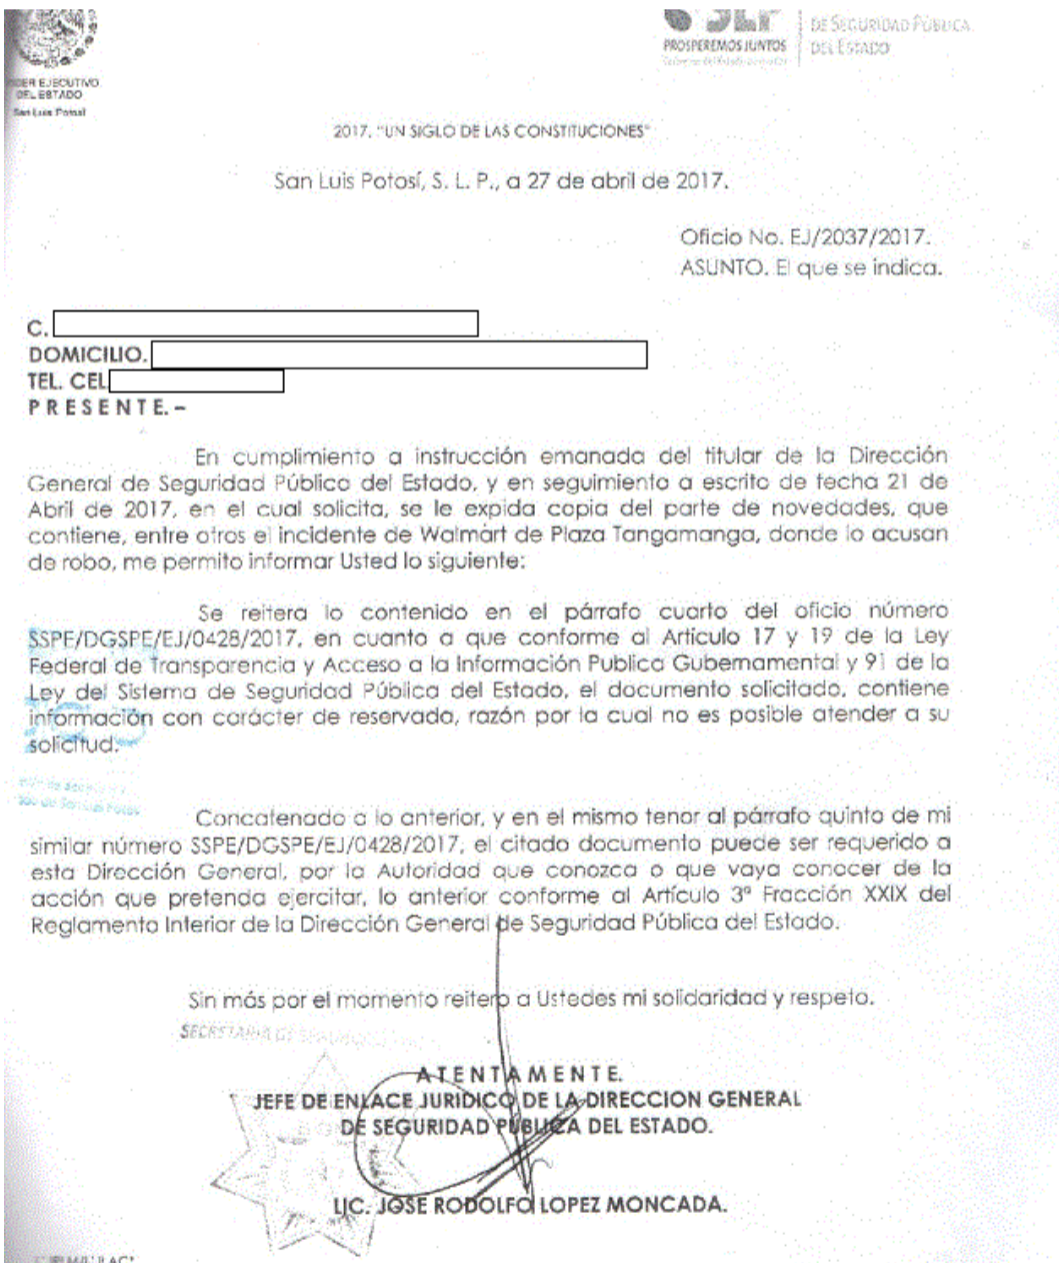 PODER EJECUTIVO
DEL ESTADO
San Luis Potosí
SLP
PROSPEREMOS JUNTOS
DE SEGURIDAD PÚBLICA
DEL ESTADO
2017, "UN SIGLO DE LAS CONSTITUCIONES"
San Luis Potosí, S. L. P., a 27 de abril de 2017.
Oficio No. EJ/2037/2017.
ASUNTO. El que se indica.
C.
DOMICILIO.
TEL. CEL
P R E S E N T E. –
En cumplimiento a instrucción emanada del titular de la Dirección
General de Seguridad Público del Estado, y en seguimiento a escrito de fecha 21 de
Abril de 2017, en el cual solicita, se le expida copia del parte de novedades, que
contiene, entre otros el incidente de Walmart de Plaza Tangamanga, donde lo acusan
de robo, me permito informar Usted lo siguiente:
Se reitera lo contenido en el párrafo cuarto del oficio número
SSPE/DGSPE/EJ/0428/2017, en cuanto a que conforme al Articulo 17 y 19 de la Ley
Federal de Transparencia y Acceso a la Información Publica Gubernamental y 91 de la
Ley del Sistema de Seguridad Pública del Estado, el documento solicitado, contiene
información con carácter de reservada, razón por la cual no es posible atender a su
solicitud.
Concatenado a lo anterior, y en el mismo tenor al párrafo quinto de mi
similar número SSPE/DGSPE/EJ/0428/2017, el citado documento puede ser requerido a
esta Dirección General, por la Autoridad que conozca o que vaya conocer de la
acción que pretenda ejercitar, lo anterior conforme al Artículo 3º Fracción XXIX del
Reglamento Interior de la Dirección General de Seguridad Pública del Estado.
Sin más por el momento reitero a Ustedes mi solidaridad y respeto.
SECRETARIA DE SEGURIDAD
A T E N T A M E N T E.
JEFE DE ENLACE JURIDICO DE LA DIRECCION GENERAL
DE SEGURIDAD PÚBLICA DEL ESTADO.
LIC. JOSE RODOLFO LOPEZ MONCADA.